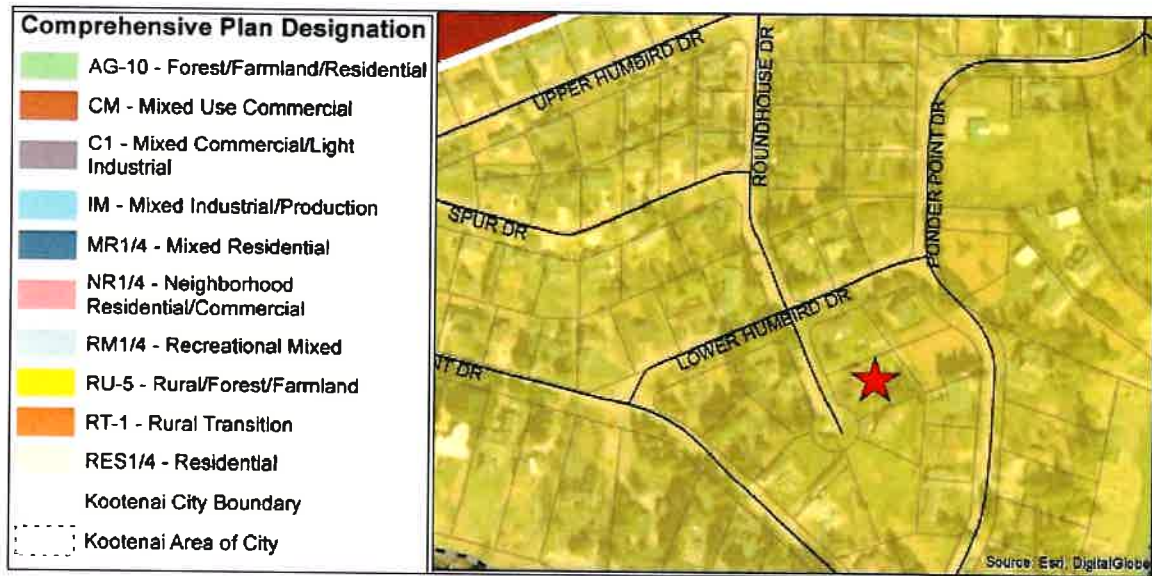 Comprehensive Plan Designation
AG-10 - Forest/Farmland/Residential
CM - Mixed Use Commercial
C1 - Mixed Commercial/Light
Industrial
IM - Mixed Industrial/Production
MR1/4 - Mixed Residential
NR1/4 - Neighborhood
Residential/Commercial
RM1/4 - Recreational Mixed
RU-5 - Rural/Forest/Farmland
RT-1 - Rural Transition
RES1/4 - Residential
Kootenai City Boundary
Kootenai Area of City
UPPER HUMBIRD DR
ROUNDHOUSE DR
PONDER POINT DR
SPUR DR
LOWER HUMBIRD DR
NT DR
Source: Esri, DigitalGlobe